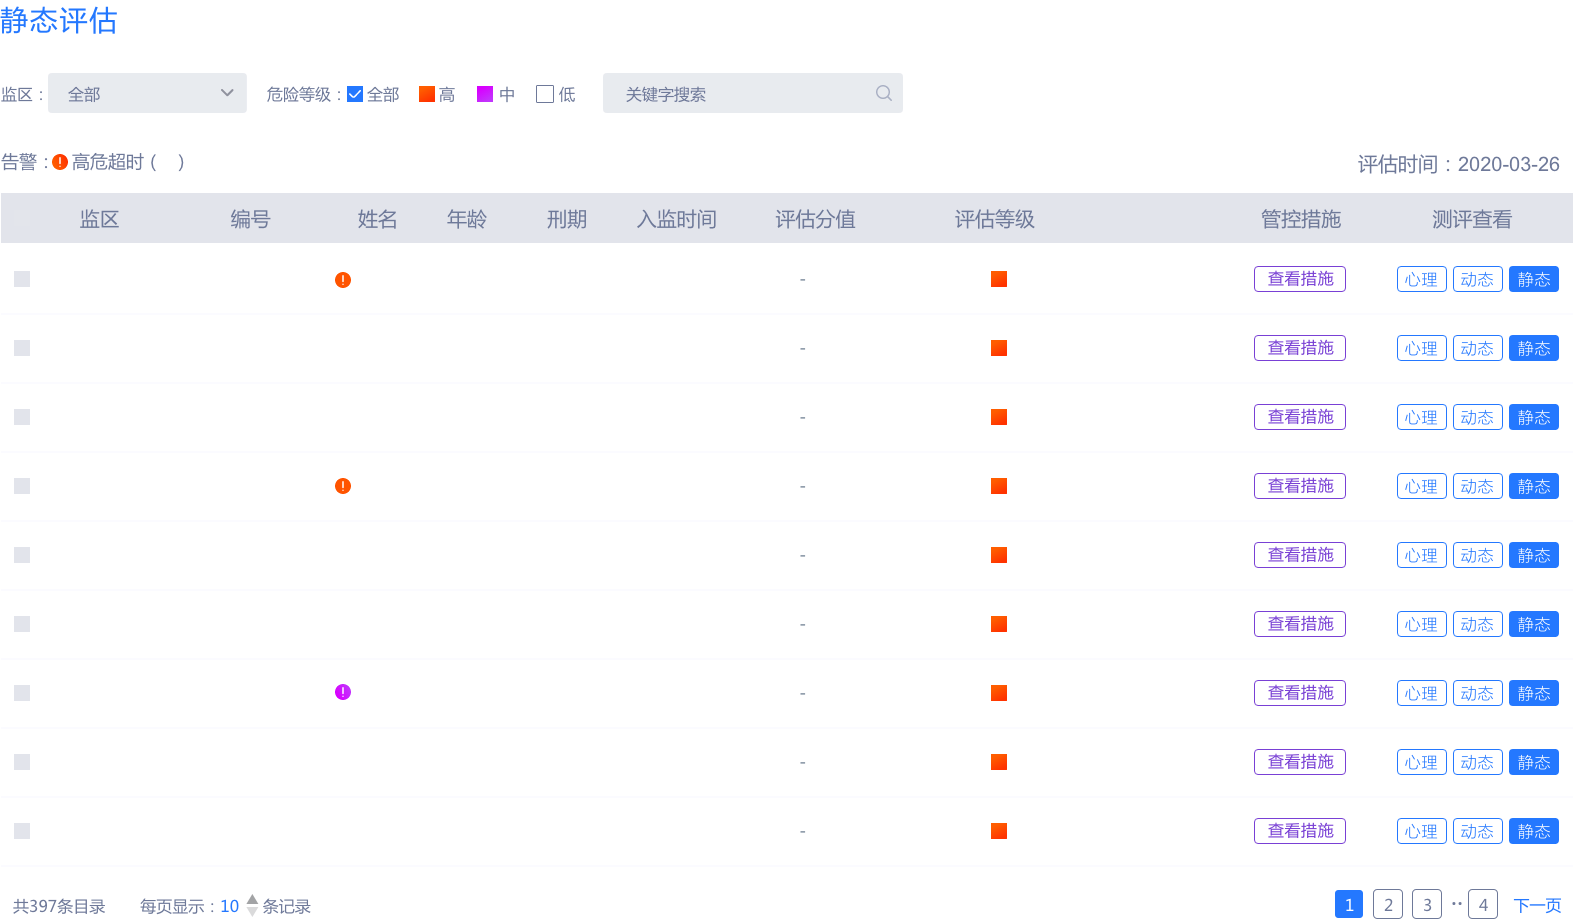 静态评估
监区： 全部 危险等级： 全部 高 中 低 关键字搜索
告警： 高危超时 ( ) 评估时间：2020-03-26
监区 编号 姓名 年龄 刑期 入监时间 评估分值 评估等级 管控措施 测评查看
- 查看措施 心理 动态 静态
- 查看措施 心理 动态 静态
- 查看措施 心理 动态 静态
- 查看措施 心理 动态 静态
- 查看措施 心理 动态 静态
- 查看措施 心理 动态 静态
- 查看措施 心理 动态 静态
- 查看措施 心理 动态 静态
- 查看措施 心理 动态 静态
共397条目录 每页显示：10 条记录 1 2 3 ·· 4 下一页